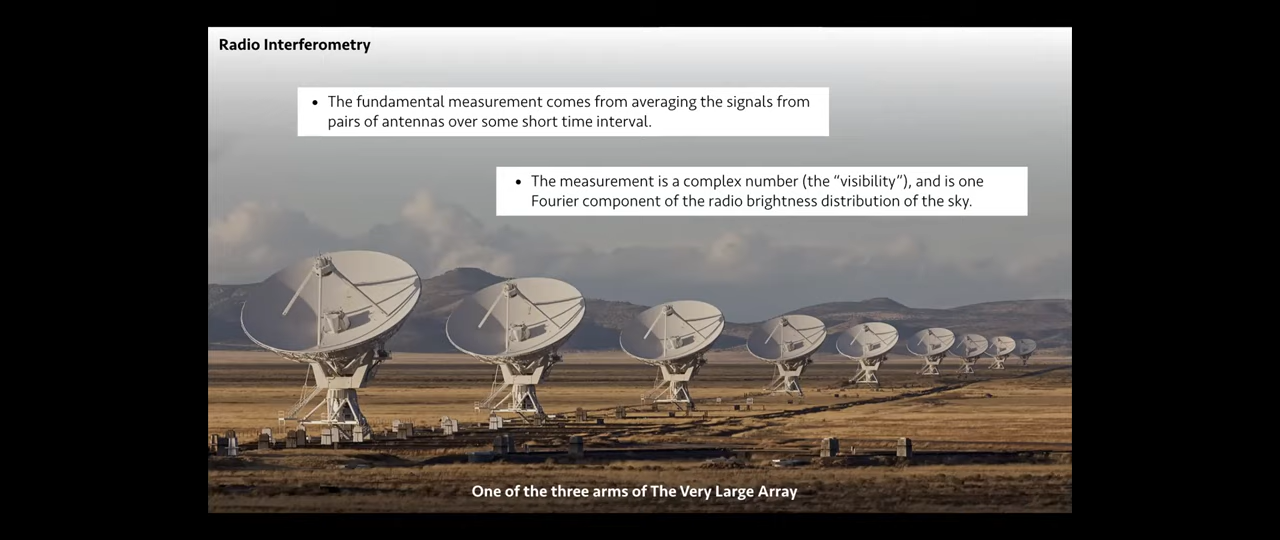 Radio Interferometry
• The fundamental measurement comes from averaging the signals from
pairs of antennas over some short time interval.
• The measurement is a complex number (the “visibility”), and is one
Fourier component of the radio brightness distribution of the sky.
One of the three arms of The Very Large Array